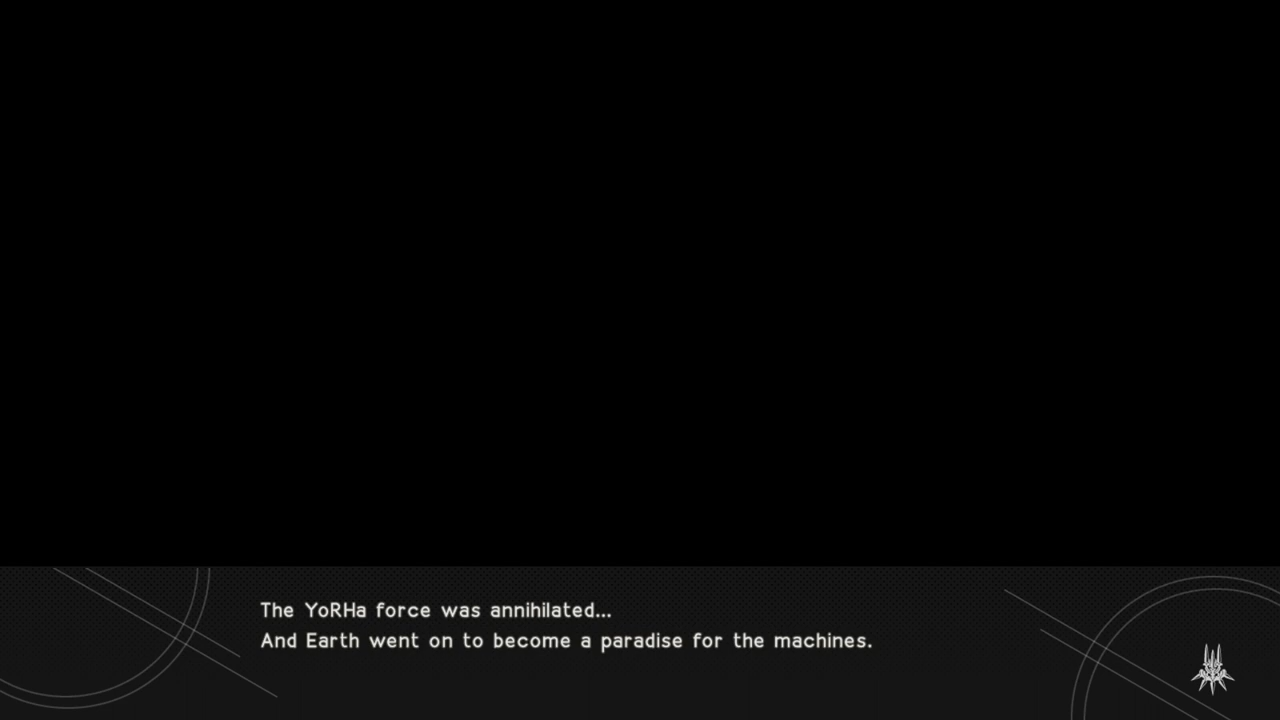 The YoRHa force was annihilated...
And Earth went on to become a paradise for the machines.